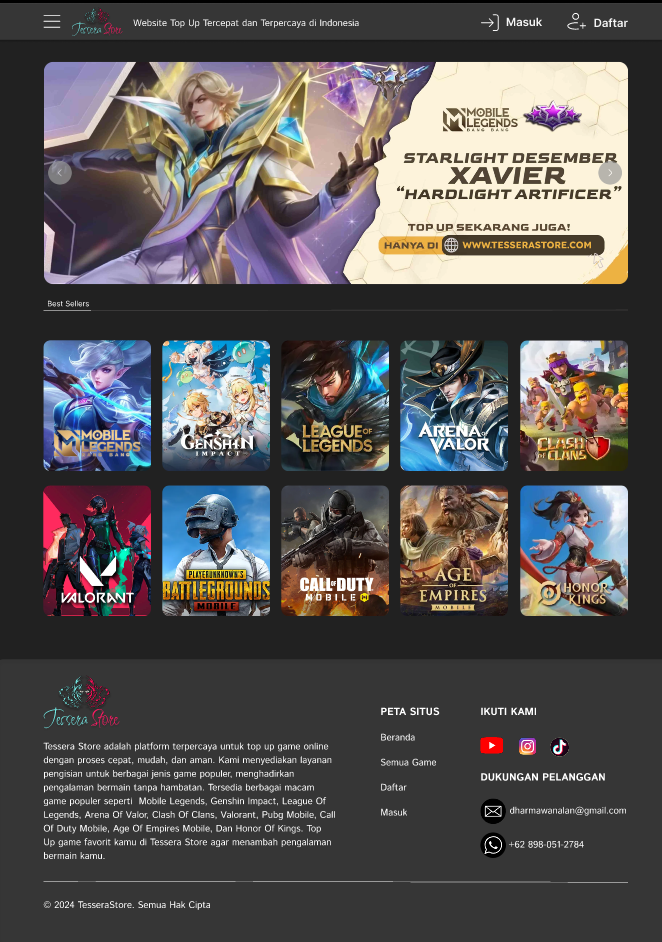 Tessera Store
Website Top Up Tercepat dan Terpercaya di Indonesia
Masuk
Daftar
MOBILE
LEGENDS
BANG BANG
STARLIGHT DESEMBER
XAVIER
“HARDLIGHT ARTIFICER”
TOP UP SEKARANG JUGA!
HANYA DI
WWW.TESSERASTORE.COM
Best Sellers
MOBILE
LEGENDS
BANG BANG
GENSHIN
IMPACT
LEAGUE OF
LEGENDS
ARENA OF
VALOR
CLASH
OF CLANS
VALORANT
PLAYERUNKNOWN'S
BATTLEGROUNDS
MOBILE
CALL OF DUTY
MOBILE
AGE
OF
EMPIRES
MOBILE
HONOR
OF KINGS
Tessera Store
Tessera Store adalah platform terpercaya untuk top up game online
dengan proses cepat, mudah, dan aman. Kami menyediakan layanan
pengisian untuk berbagai jenis game populer, menghadirkan
pengalaman bermain tanpa hambatan. Tersedia berbagai macam
game populer seperti Mobile Legends, Genshin Impact, League Of
Legends, Arena Of Valor, Clash Of Clans, Valorant, Pubg Mobile, Call
Of Duty Mobile, Age Of Empires Mobile, Dan Honor Of Kings. Top
Up game favorit kamu di Tessera Store agar menambah pengalaman
bermain kamu.
PETA SITUS
Beranda
Semua Game
Daftar
Masuk
IKUTI KAMI
DUKUNGAN PELANGGAN
dharmawanalan@gmail.com
+62 898-051-2784
© 2024 TesseraStore. Semua Hak Cipta